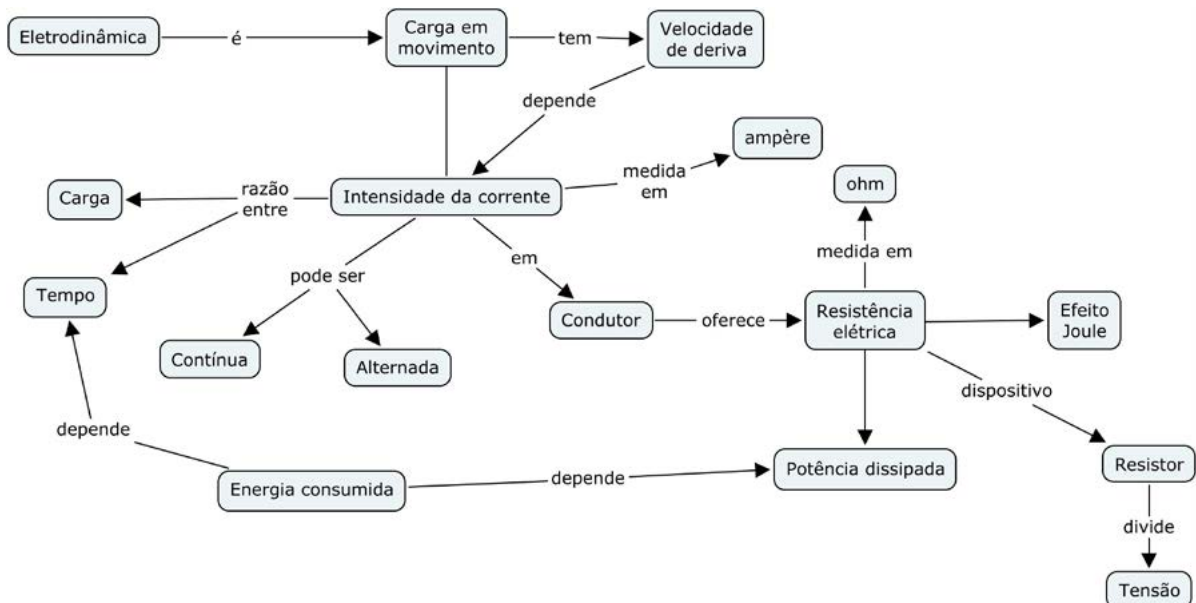 Eletrodinâmica
é
Carga em
movimento
tem
Velocidade
de deriva
depende
ampère
medida
em
ohm
Carga
razão
entre
Intensidade da corrente
medida em
pode ser
em
Tempo
Condutor
oferece
Resistência
elétrica
Efeito
Joule
Contínua
Alternada
dispositivo
depende
Energia consumida
depende
Potência dissipada
Resistor
divide
Tensão